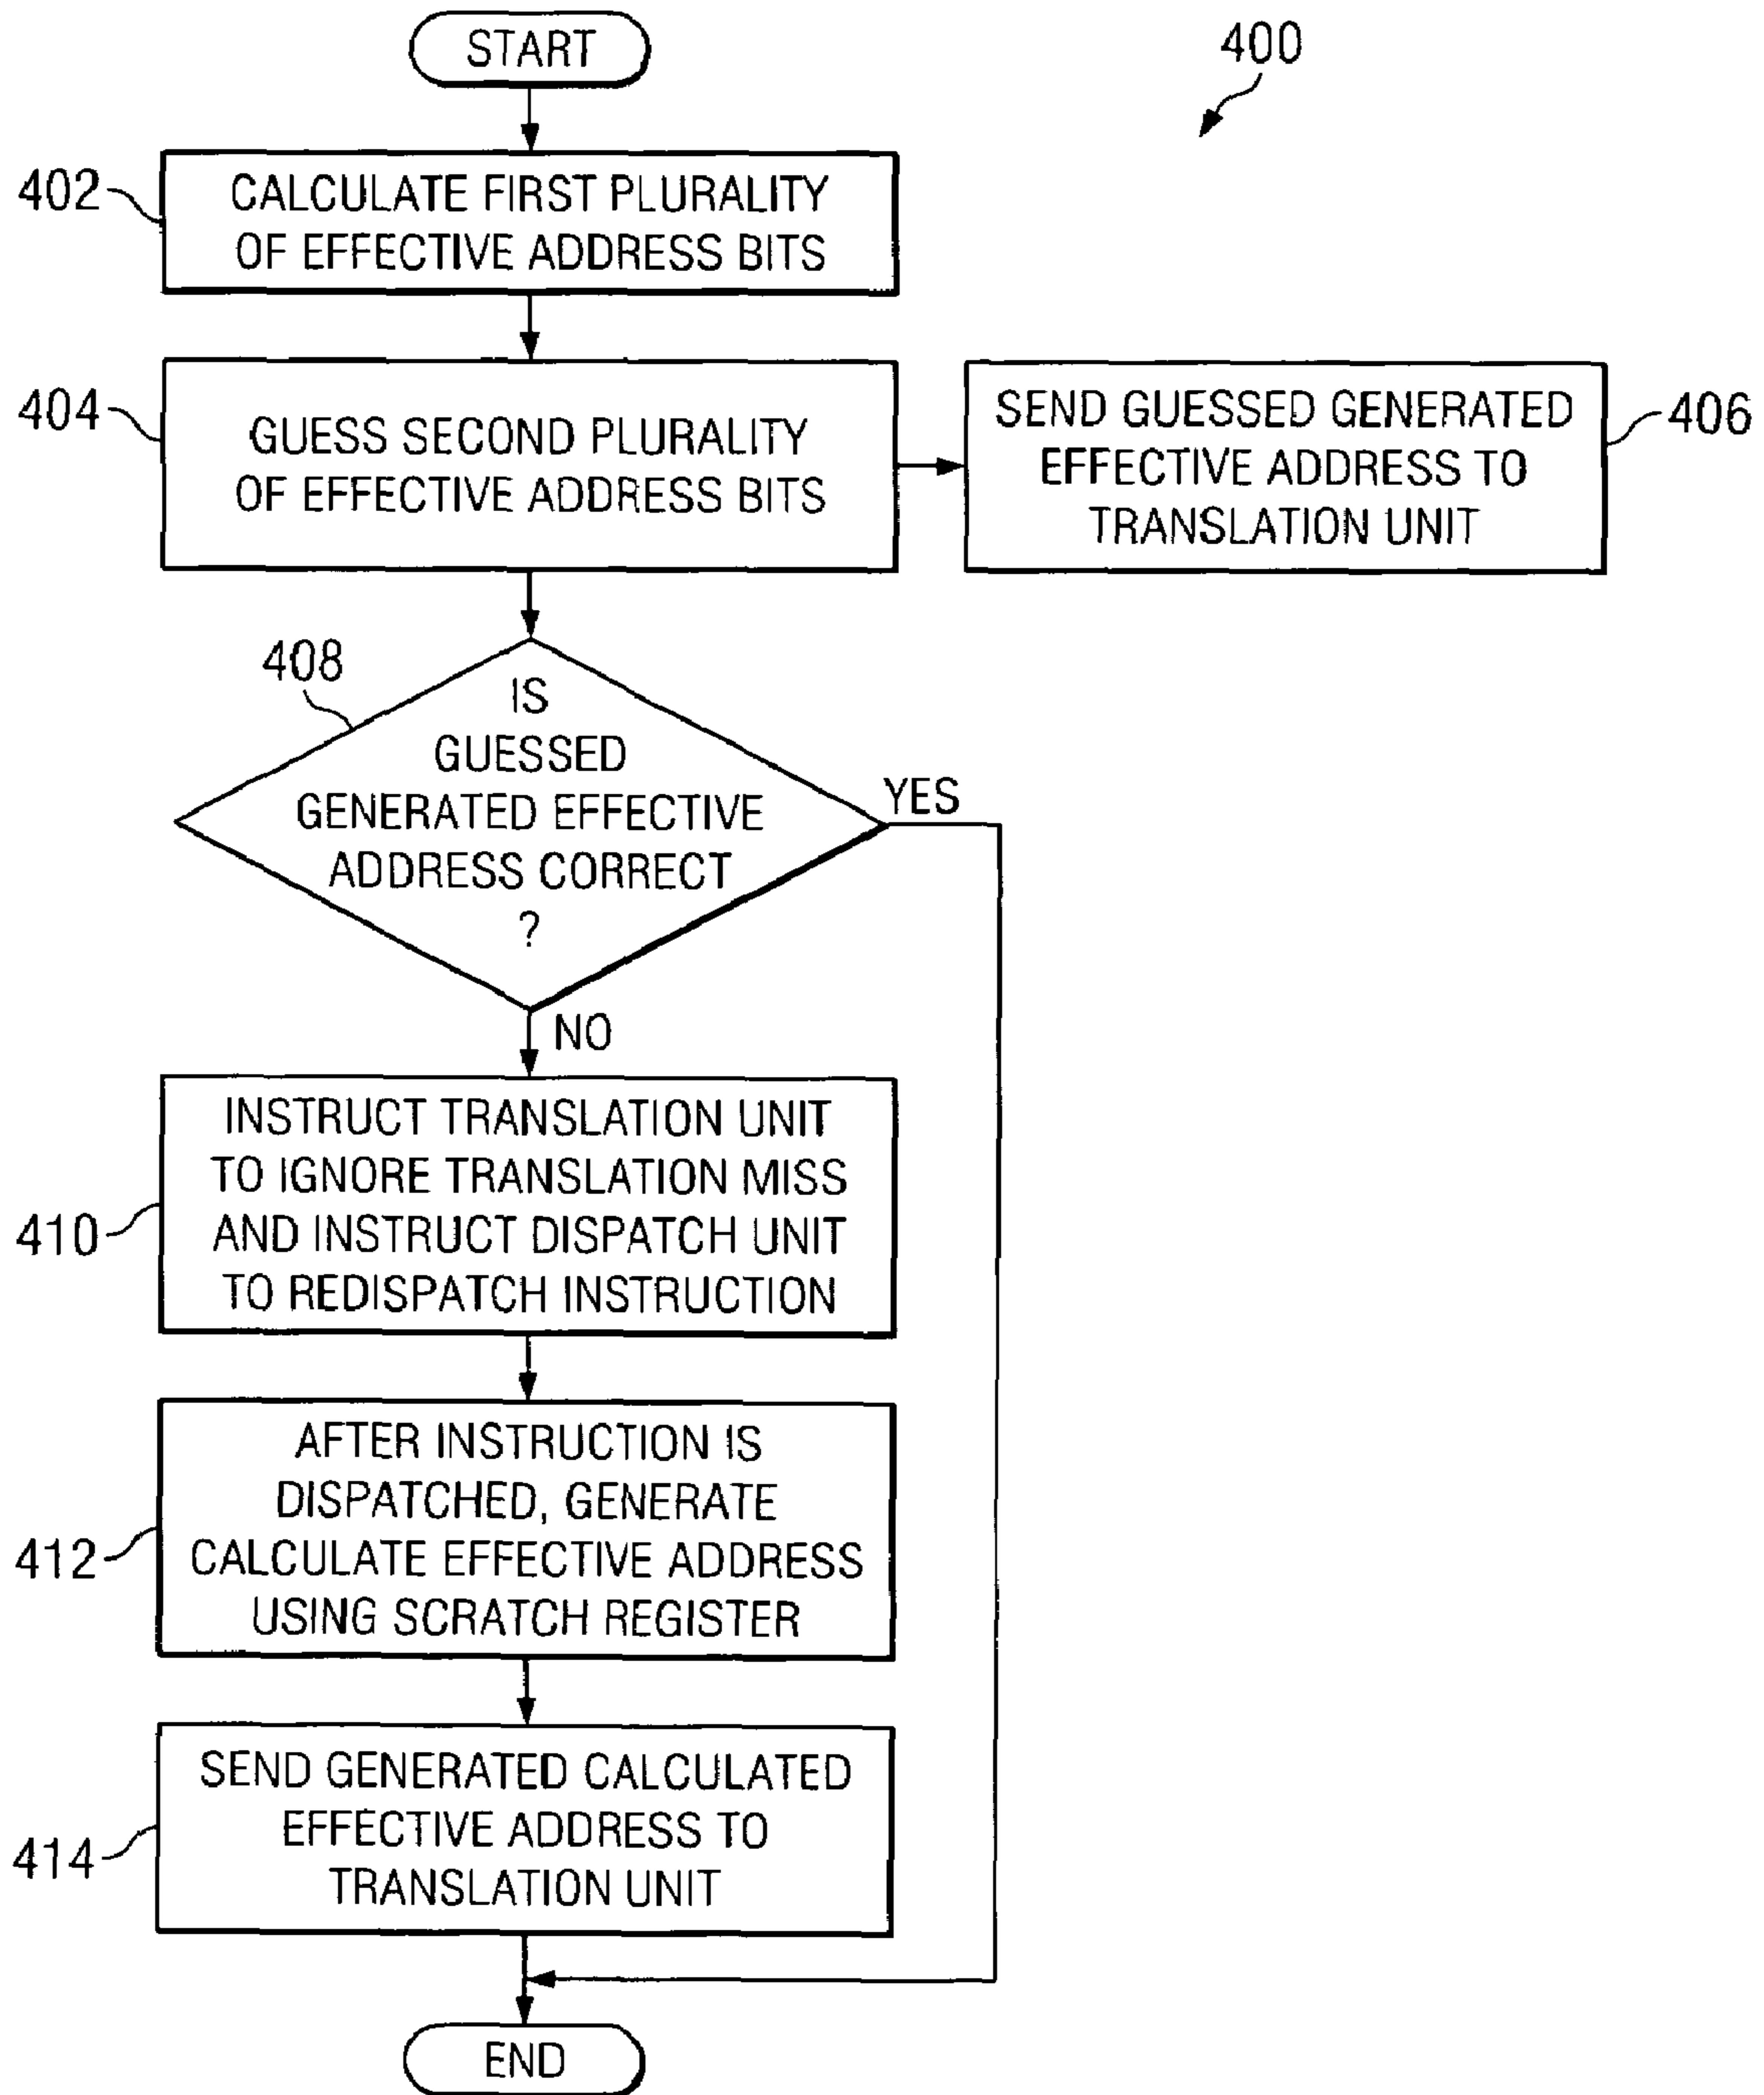 START
400
402
CALCULATE FIRST PLURALITY
OF EFFECTIVE ADDRESS BITS
404
GUESS SECOND PLURALITY
OF EFFECTIVE ADDRESS BITS
SEND GUESSED GENERATED
EFFECTIVE ADDRESS TO
TRANSLATION UNIT
406
408
IS
GUESSED
GENERATED EFFECTIVE
ADDRESS CORRECT
?
YES
NO
410
INSTRUCT TRANSLATION UNIT
TO IGNORE TRANSLATION MISS
AND INSTRUCT DISPATCH UNIT
TO REDISPATCH INSTRUCTION
412
AFTER INSTRUCTION IS
DISPATCHED, GENERATE
CALCULATE EFFECTIVE ADDRESS
USING SCRATCH REGISTER
414
SEND GENERATED CALCULATED
EFFECTIVE ADDRESS TO
TRANSLATION UNIT
END